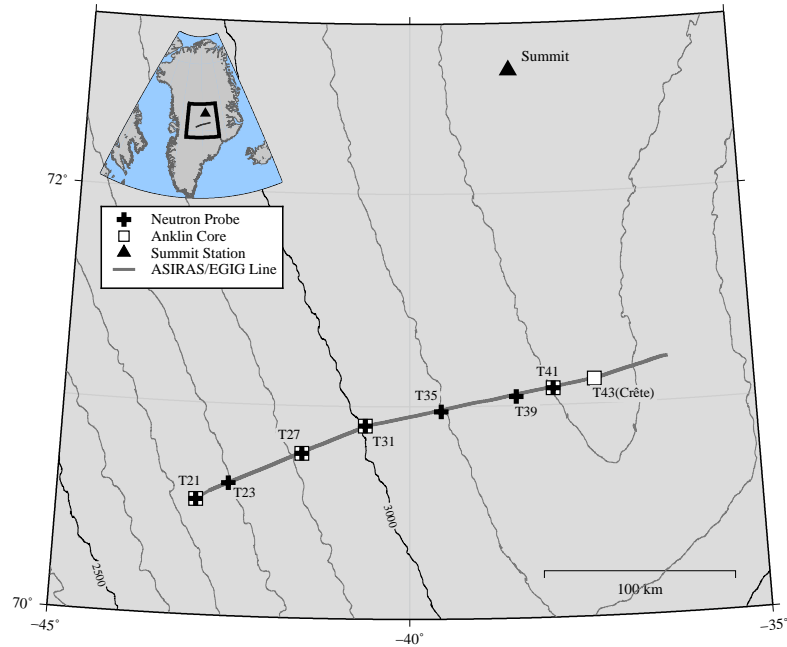 Summit
72°
Neutron Probe
Anklin Core
Summit Station
ASIRAS/EGIG Line
T41
T43(Crête)
T35
T39
T27
T31
T21
T23
3000
2500
100 km
70°
−45°
−40°
−35°